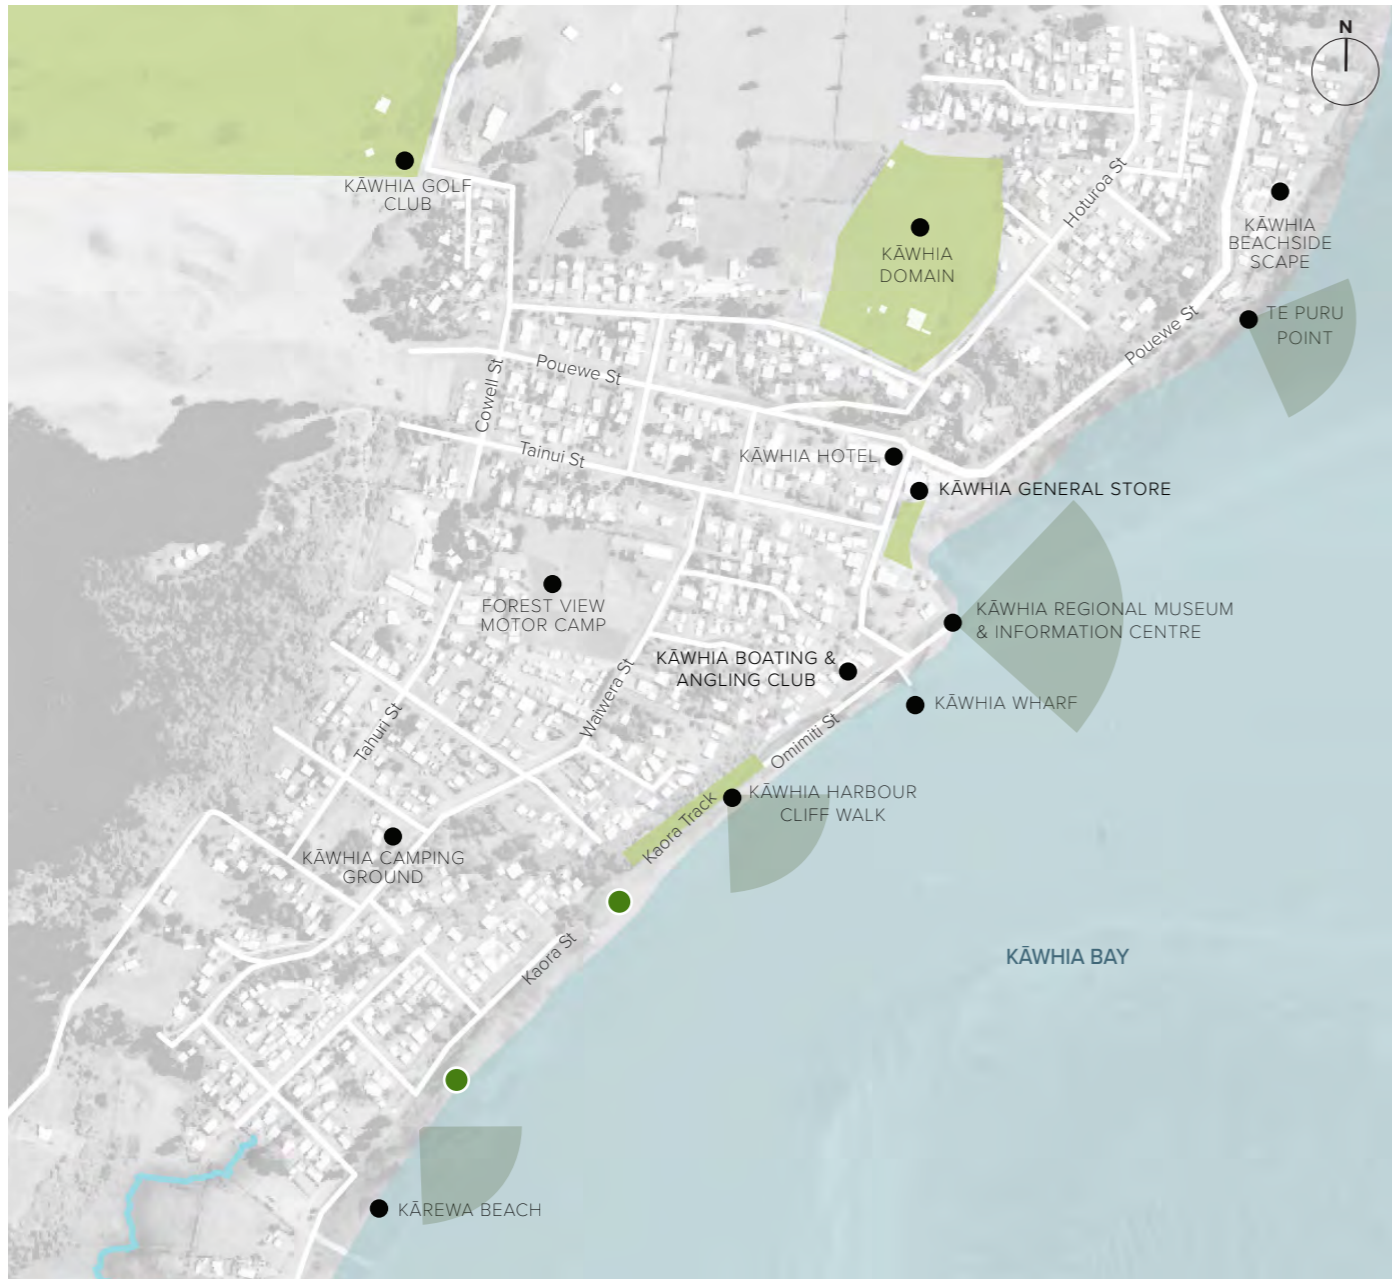 N
KĀWHIA GOLF
CLUB
Hoturoa St
KĀWHIA
BEACHSIDE
SCAPE
KĀWHIA
DOMAIN
TE PURU
POINT
Pouewe St
Pouewe St
Cowell St
Tainui St
KĀWHIA HOTEL
KĀWHIA GENERAL STORE
FOREST VIEW
MOTOR CAMP
KĀWHIA REGIONAL MUSEUM
& INFORMATION CENTRE
KĀWHIA BOATING &
ANGLING CLUB
Waiwera St
KĀWHIA WHARF
Tahuri St
Omimiti St
KĀWHIA HARBOUR
CLIFF WALK
Kaora Track
KĀWHIA CAMPING
GROUND
Kaora St
KĀWHIA BAY
KĀREWA BEACH